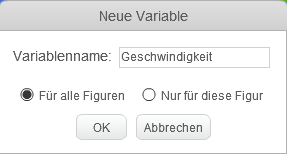 Neue Variable
Variablenname: Geschwindigkeit
Für alle Figuren Nur für diese Figur
OK Abbrechen